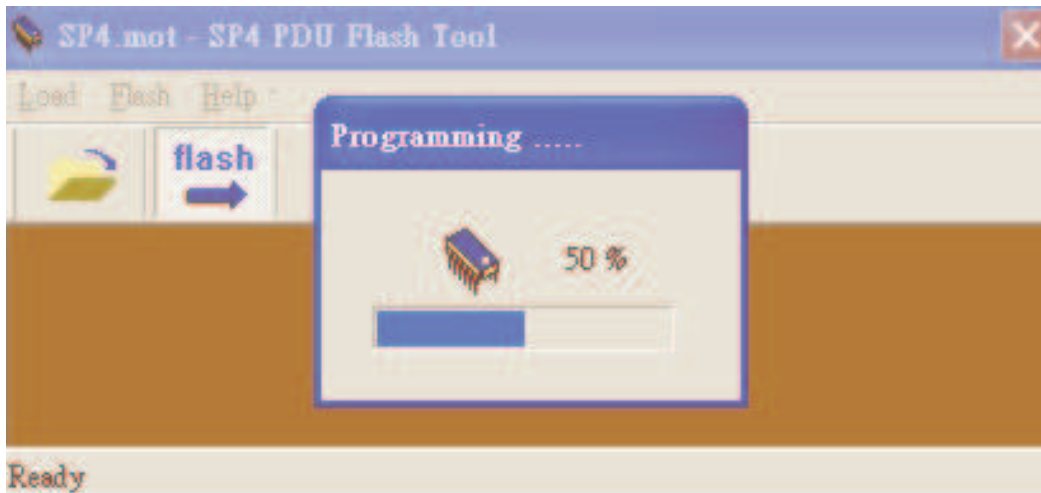 SP4.mot - SP4 PDU Flash Tool
Load Flash Help
flash
Programming .....
50 %
Ready